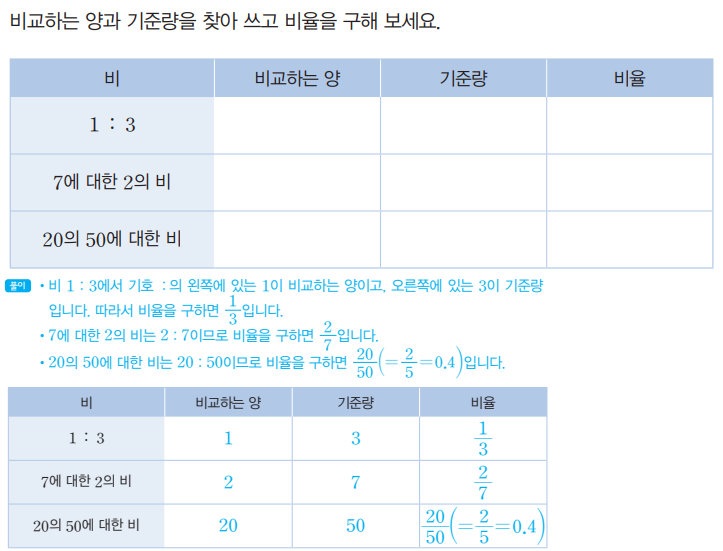 비교하는 양과 기준량을 찾아 쓰고 비율을 구해 보세요.
비 비교하는 양 기준량 비율
1 : 3
7에 대한 2의 비
20의 50에 대한 비
풀이 • 비 1 : 3에서 기호 : 의 왼쪽에 있는 1이 비교하는 양이고, 오른쪽에 있는 3이 기준량
입니다. 따라서 비율을 구하면 1/3입니다.
• 7에 대한 2의 비는 2 : 7이므로 비율을 구하면 2/7입니다.
• 20의 50에 대한 비는 20 : 50이므로 비율을 구하면 20/50(=2/5=0.4)입니다.
비 비교하는 양 기준량 비율
1 : 3 1 3 1/3
7에 대한 2의 비 2 7 2/7
20의 50에 대한 비 20 50 20/50(=2/5=0.4)